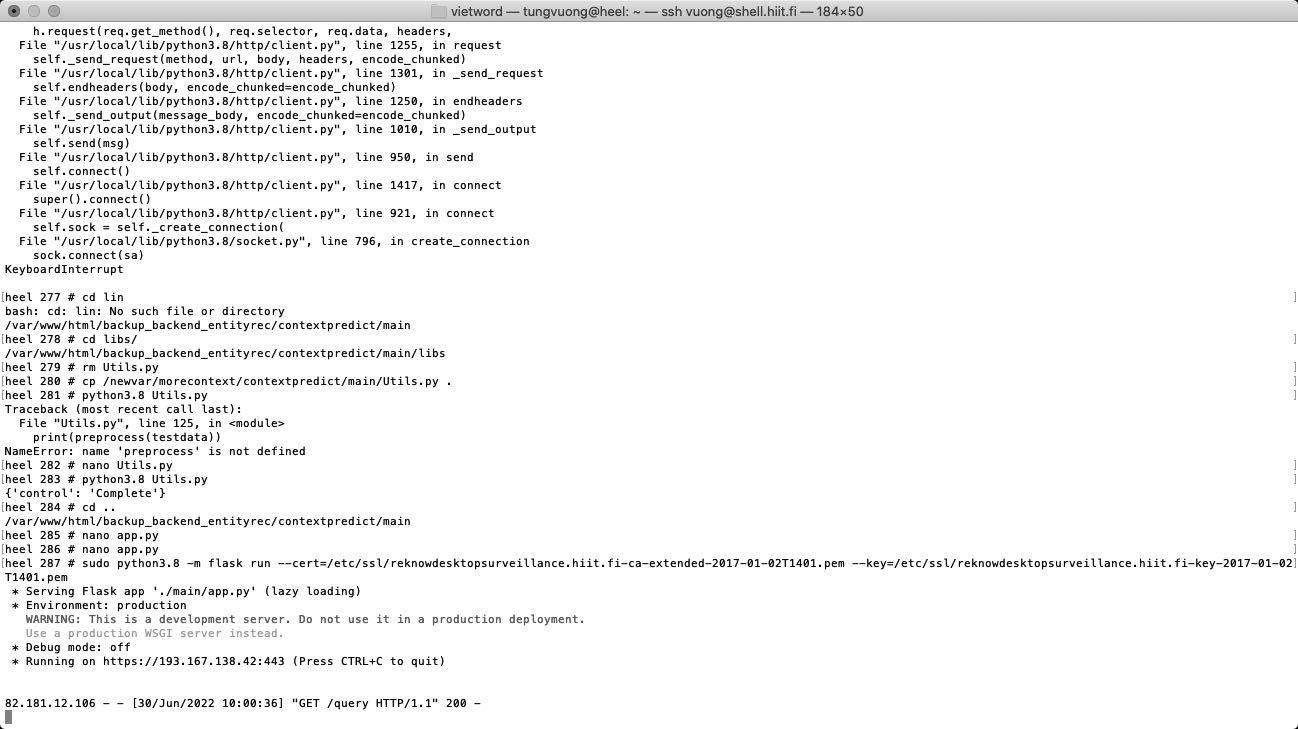 vietword — tungvuong@heel: ~ — ssh vuong@shell.hiit.fi — 184×50
    h.request(req.get_method(), req.selector, req.data, headers,
  File "/usr/local/lib/python3.8/http/client.py", line 1255, in request
    self._send_request(method, url, body, headers, encode_chunked)
  File "/usr/local/lib/python3.8/http/client.py", line 1301, in _send_request
    self.endheaders(body, encode_chunked=encode_chunked)
  File "/usr/local/lib/python3.8/http/client.py", line 1250, in endheaders
    self._send_output(message_body, encode_chunked=encode_chunked)
  File "/usr/local/lib/python3.8/http/client.py", line 1010, in _send_output
    self.send(msg)
  File "/usr/local/lib/python3.8/http/client.py", line 950, in send
    self.connect()
  File "/usr/local/lib/python3.8/http/client.py", line 1417, in connect
    super().connect()
  File "/usr/local/lib/python3.8/http/client.py", line 921, in connect
    self.sock = self._create_connection(
  File "/usr/local/lib/python3.8/socket.py", line 796, in create_connection
    sock.connect(sa)
KeyboardInterrupt
[heel 277 # cd lin ]
bash: cd: lin: No such file or directory
/var/www/html/backup_backend_entityrec/contextpredict/main
[heel 278 # cd libs/ ]
/var/www/html/backup_backend_entityrec/contextpredict/main/libs
[heel 279 # rm Utils.py ]
[heel 280 # cp /newvar/morecontext/contextpredict/main/Utils.py . ]
[heel 281 # python3.8 Utils.py ]
Traceback (most recent call last):
  File "Utils.py", line 125, in <module>
    print(preprocess(testdata))
NameError: name 'preprocess' is not defined
[heel 282 # nano Utils.py ]
[heel 283 # python3.8 Utils.py ]
{'control': 'Complete'}
[heel 284 # cd .. ]
/var/www/html/backup_backend_entityrec/contextpredict/main
[heel 285 # nano app.py ]
[heel 286 # nano app.py ]
[heel 287 # sudo python3.8 -m flask run --cert=/etc/ssl/reknowdesktopsurveillance.hiit.fi-ca-extended-2017-01-02T1401.pem --key=/etc/ssl/reknowdesktopsurveillance.hiit.fi-key-2017-01-02]
T1401.pem
 * Serving Flask app './main/app.py' (lazy loading)
 * Environment: production
   WARNING: This is a development server. Do not use it in a production deployment.
   Use a production WSGI server instead.
 * Debug mode: off
 * Running on https://193.167.138.42:443 (Press CTRL+C to quit)
82.181.12.106 - - [30/Jun/2022 10:00:36] "GET /query HTTP/1.1" 200 -